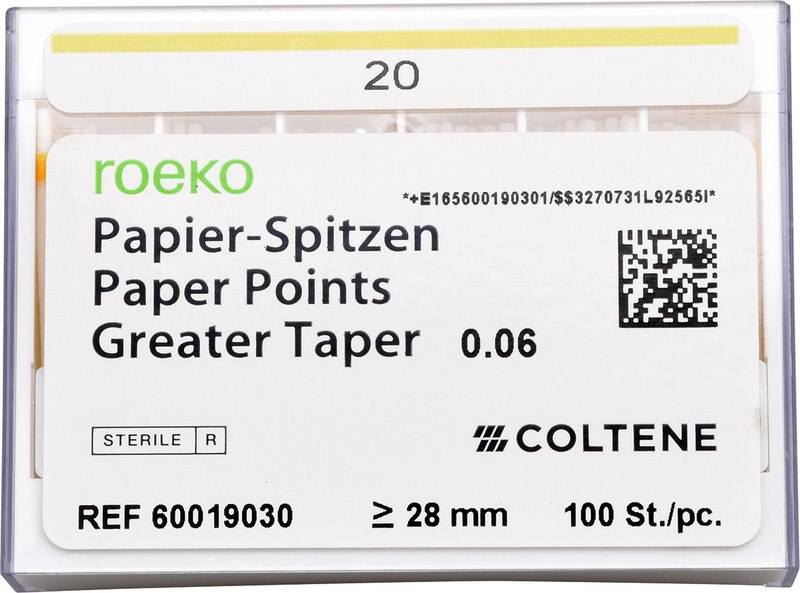 20
roeko
*+E165600190301/$$3270731L92565I*
Papier-Spitzen
Paper Points
Greater Taper 0.06
STERILE R
COLTENE
REF 60019030 ≥ 28 mm 100 St./pc.